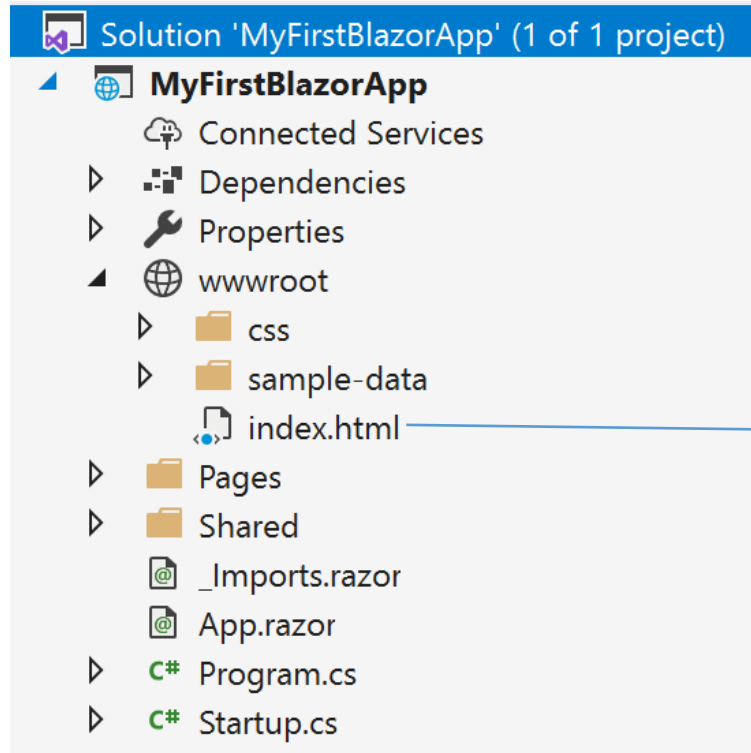 Solution 'MyFirstBlazorApp' (1 of 1 project)
MyFirstBlazorApp
Connected Services
Dependencies
Properties
wwwroot
css
sample-data
index.html
Pages
Shared
@ _Imports.razor
@ App.razor
C# Program.cs
C# Startup.cs